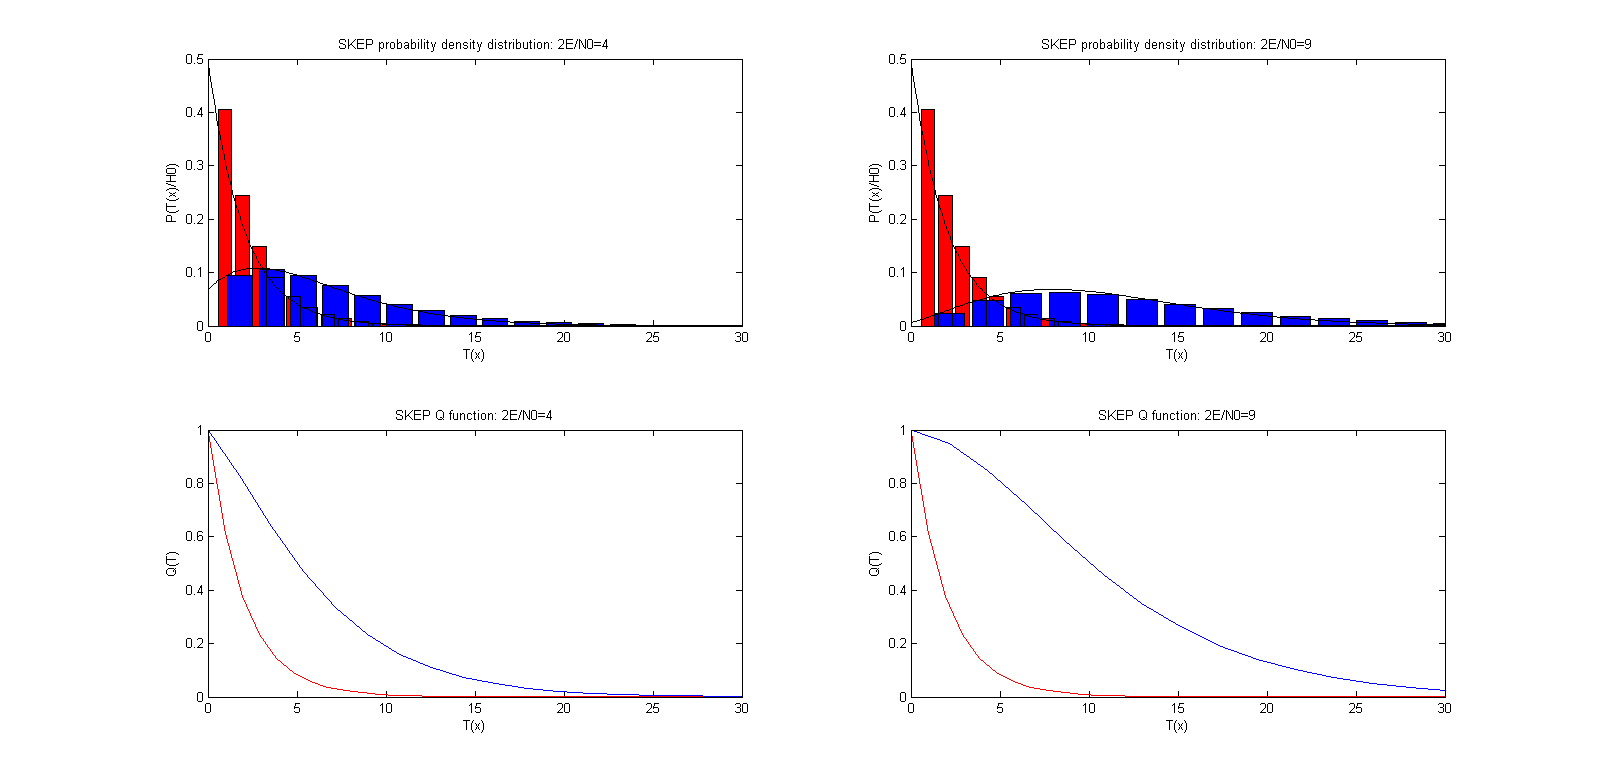 SKEP probability density distribution: 2E/N0=4
0.5
0.4
0.3
0.2
0.1
0
P(T(x)/H0)
0 5 10 15 20 25 30
T(x)
SKEP probability density distribution: 2E/N0=9
0.5
0.4
0.3
0.2
0.1
0
P(T(x)/H0)
0 5 10 15 20 25 30
T(x)
SKEP Q function: 2E/N0=4
1
0.8
0.6
0.4
0.2
0
Q(T)
0 5 10 15 20 25 30
T(x)
SKEP Q function: 2E/N0=9
1
0.8
0.6
0.4
0.2
0
Q(T)
0 5 10 15 20 25 30
T(x)